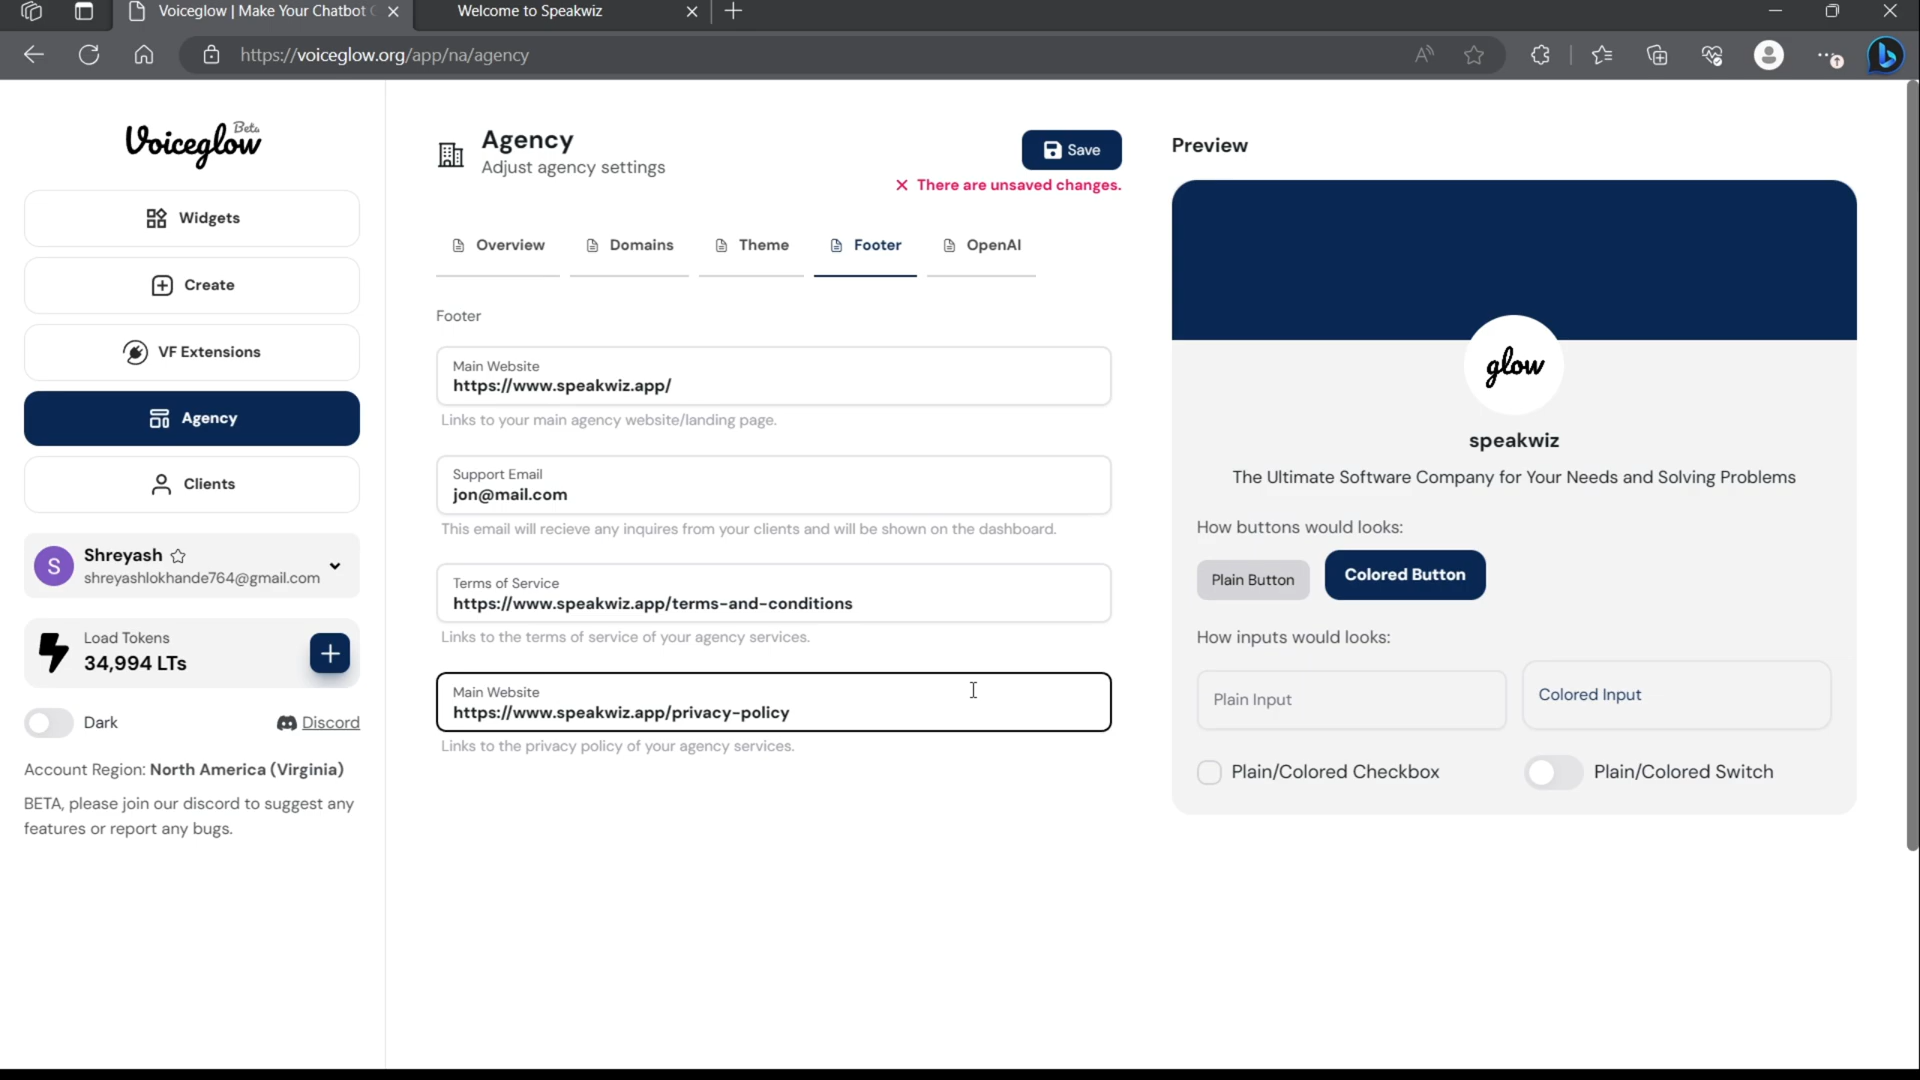 Voiceglow | Make Your Chatbot
Welcome to Speakwiz
https://voiceglow.org/app/na/agency
Voiceglow Beta
Widgets
Create
VF Extensions
Agency
Clients
S
Shreyash
shreyashlokhande764@gmail.com
Load Tokens
34,994 LTs
Dark
Discord
Account Region: North America (Virginia)
BETA, please join our discord to suggest any
features or report any bugs.
Agency
Adjust agency settings
Save
There are unsaved changes.
Overview
Domains
Theme
Footer
OpenAI
Footer
Main Website
https://www.speakwiz.app/
Links to your main agency website/landing page.
Support Email
jon@mail.com
This email will recieve any inquires from your clients and will be shown on the dashboard.
Terms of Service
https://www.speakwiz.app/terms-and-conditions
Links to the terms of service of your agency services.
Main Website
https://www.speakwiz.app/privacy-policy
Links to the privacy policy of your agency services.
Preview
glow
speakwiz
The Ultimate Software Company for Your Needs and Solving Problems
How buttons would looks:
Plain Button
Colored Button
How inputs would looks:
Plain Input
Colored Input
Plain/Colored Checkbox
Plain/Colored Switch